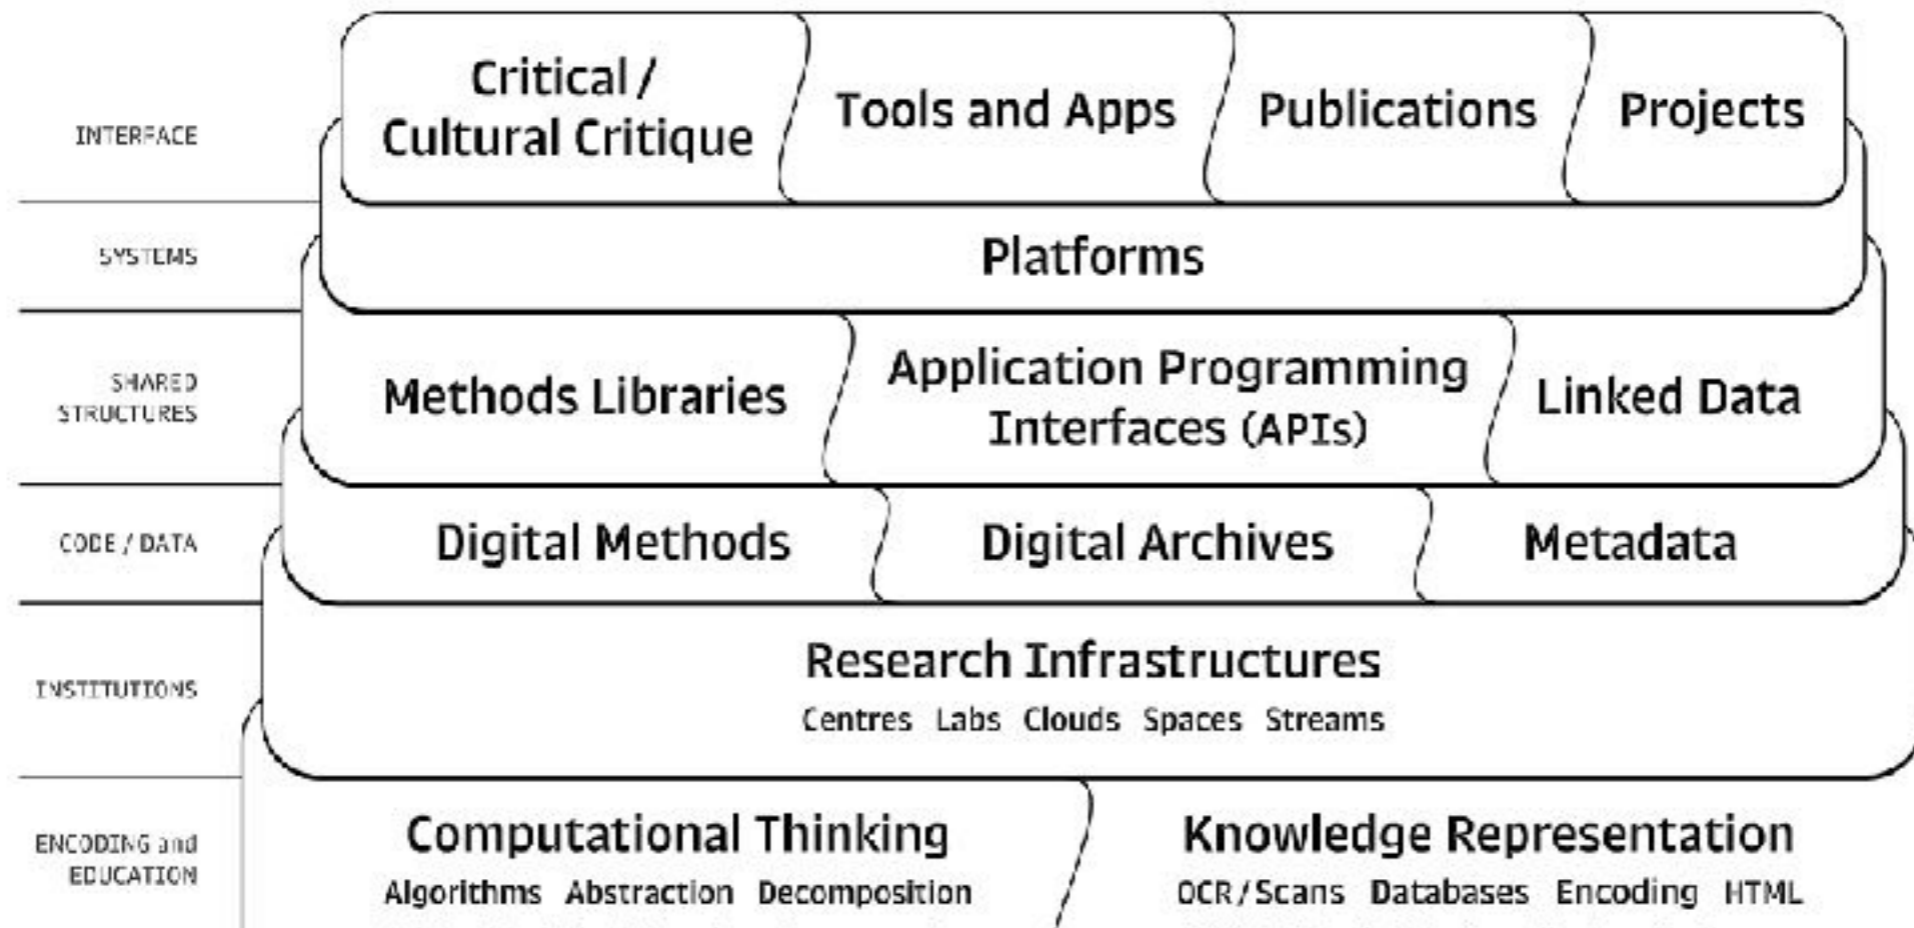 INTERFACE
Critical /
Cultural Critique
Tools and Apps
Publications
Projects
SYSTEMS
Platforms
SHARED
STRUCTURES
Methods Libraries
Application Programming
Interfaces (APIs)
Linked Data
CODE / DATA
Digital Methods
Digital Archives
Metadata
INSTITUTIONS
Research Infrastructures
Centres Labs Clouds Spaces Streams
ENCODING and
EDUCATION
Computational Thinking
Algorithms Abstraction Decomposition
Knowledge Representation
OCR/Scans Databases Encoding HTML